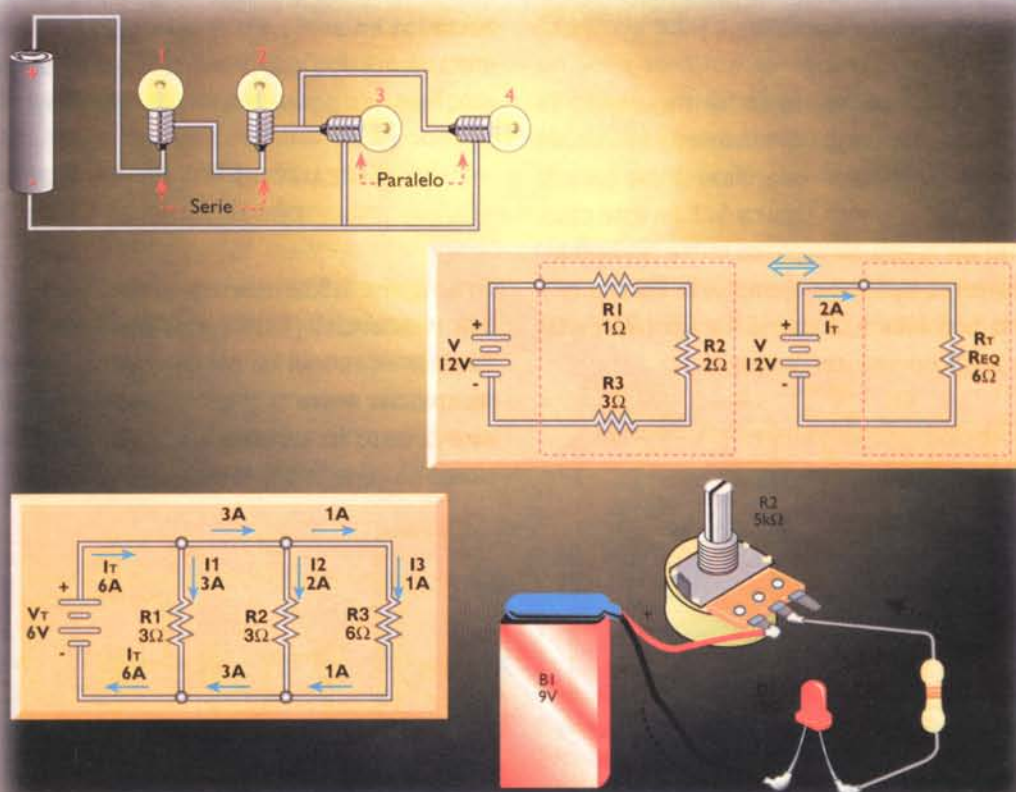 1
2
3
4
+
-
Serie
Paralelo
R1
1Ω
R2
2Ω
R3
3Ω
+
V
12V
-
2A
IT
+
V
12V
-
RT
REQ
6Ω
3A
1A
IT
6A
I1
3A
I2
2A
I3
1A
+
VT
6V
-
R1
3Ω
R2
3Ω
R3
6Ω
IT
6A
3A
1A
R2
5kΩ
+
B1
9V